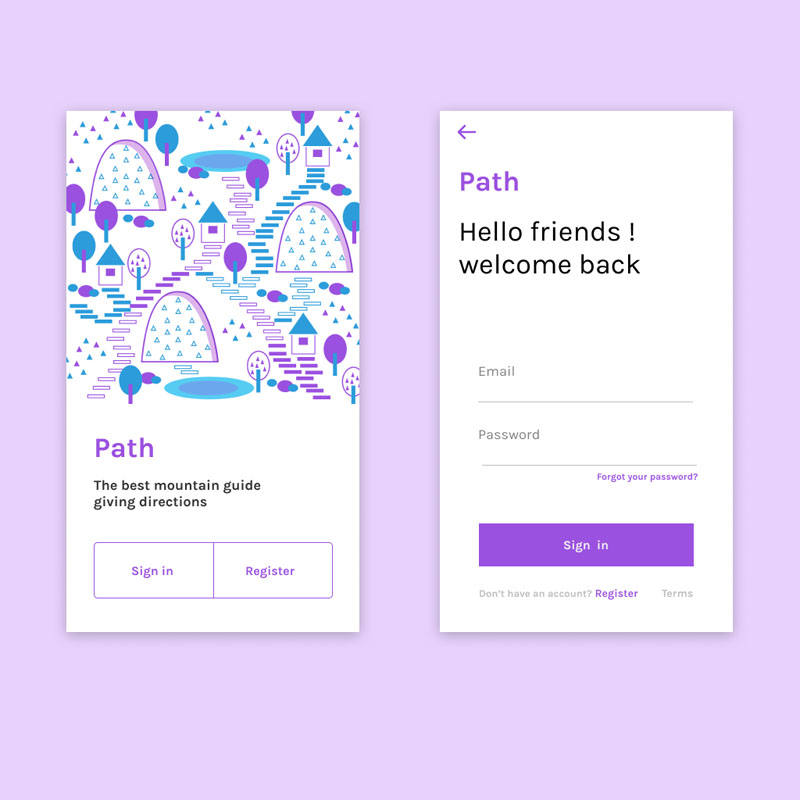 Path
The best mountain guide
giving directions
Sign in
Register
Path
Hello friends !
welcome back
Email
Password
Forgot your password?
Sign in
Don't have an account? Register
Terms